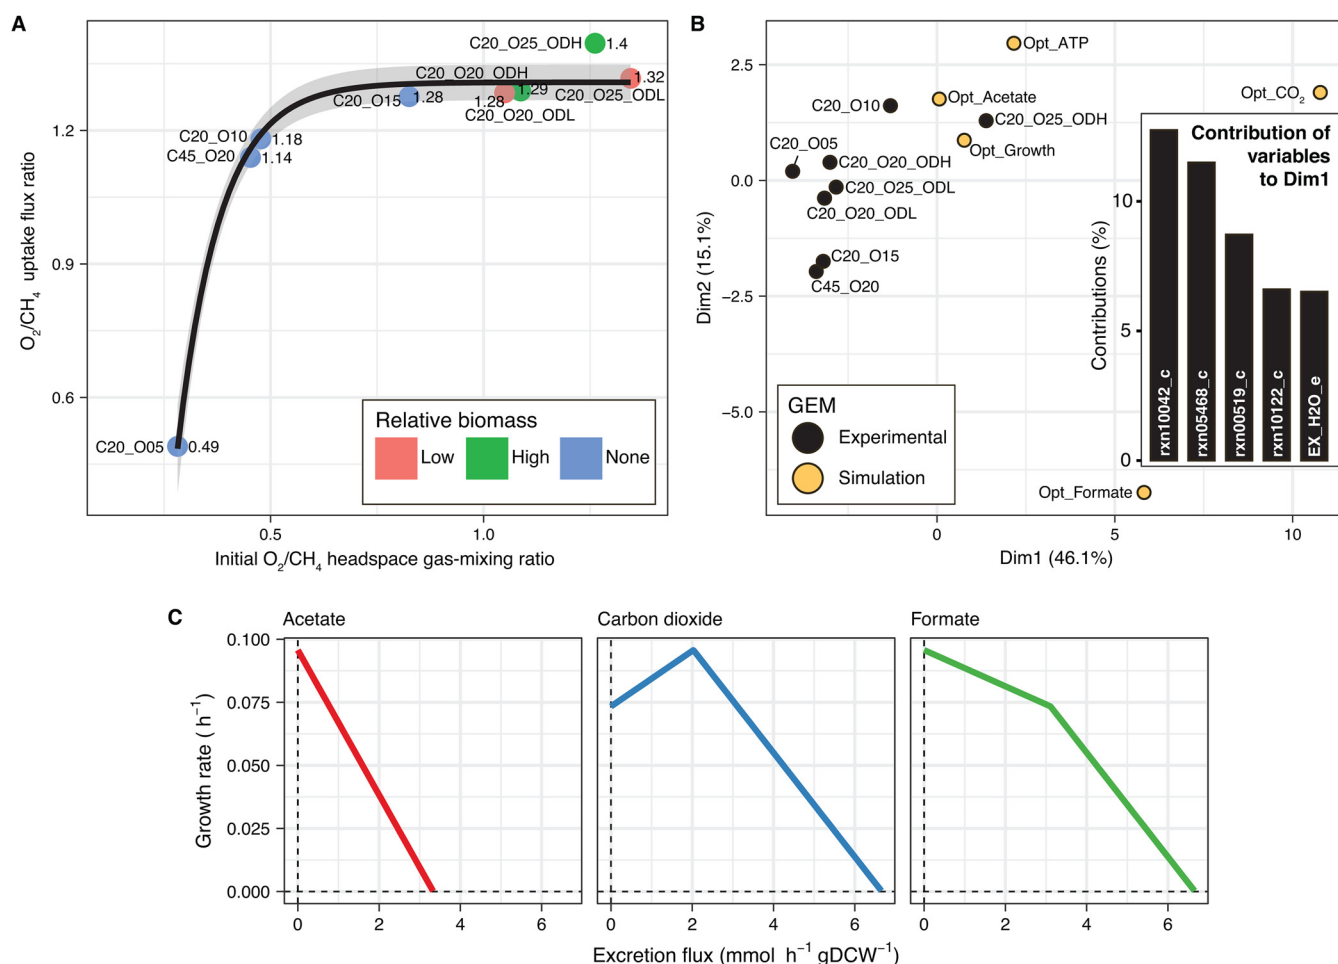 A
C20_O25_ODH
1.4
C20_O20_ODH
1.32
C20_O15
1.28
1.28
1.29
C20_O25_ODL
C20_O20_ODL
C20_O10
1.18
C45_O20
1.14
C20_O05
0.49
1.2
0.9
0.6
O2/CH4 uptake flux ratio
Relative biomass
Low
High
None
0.5
1.0
Initial O2/CH4 headspace gas-mixing ratio
B
Opt_ATP
Opt_Acetate
Opt_CO2
C20_O10
C20_O25_ODH
Opt_Growth
C20_O05
C20_O20_ODH
C20_O25_ODL
C20_O20_ODL
C20_O15
C45_O20
Opt_Formate
2.5
0.0
−2.5
−5.0
Dim2 (15.1%)
GEM
Experimental
Simulation
0
5
10
Dim1 (46.1%)
Contribution of
variables
to Dim1
10
5
0
Contributions (%)
rxn10042_c
rxn05468_c
rxn00519_c
rxn10122_c
EX_H2O_e
C
Acetate
Carbon dioxide
Formate
0.100
0.075
0.050
0.025
0.000
Growth rate ( h−1)
0
2
4
6
0
2
4
6
0
2
4
6
Excretion flux (mmol h−1 gDCW−1)